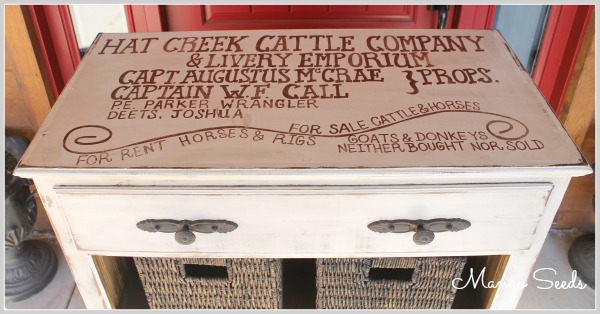 HAT CREEK CATTLE COMPANY
& LIVERY EMPORIUM
CAPT. AUGUSTUS McCRAE } PROPS.
CAPTAIN W.F. CALL
P.E. PARKER WRANGLER
DEETS, JOSHUA
FOR RENT HORSES & RIGS FOR SALE CATTLE & HORSES
GOATS & DONKEYS
NEITHER BOUGHT NOR SOLD
Mango Seeds